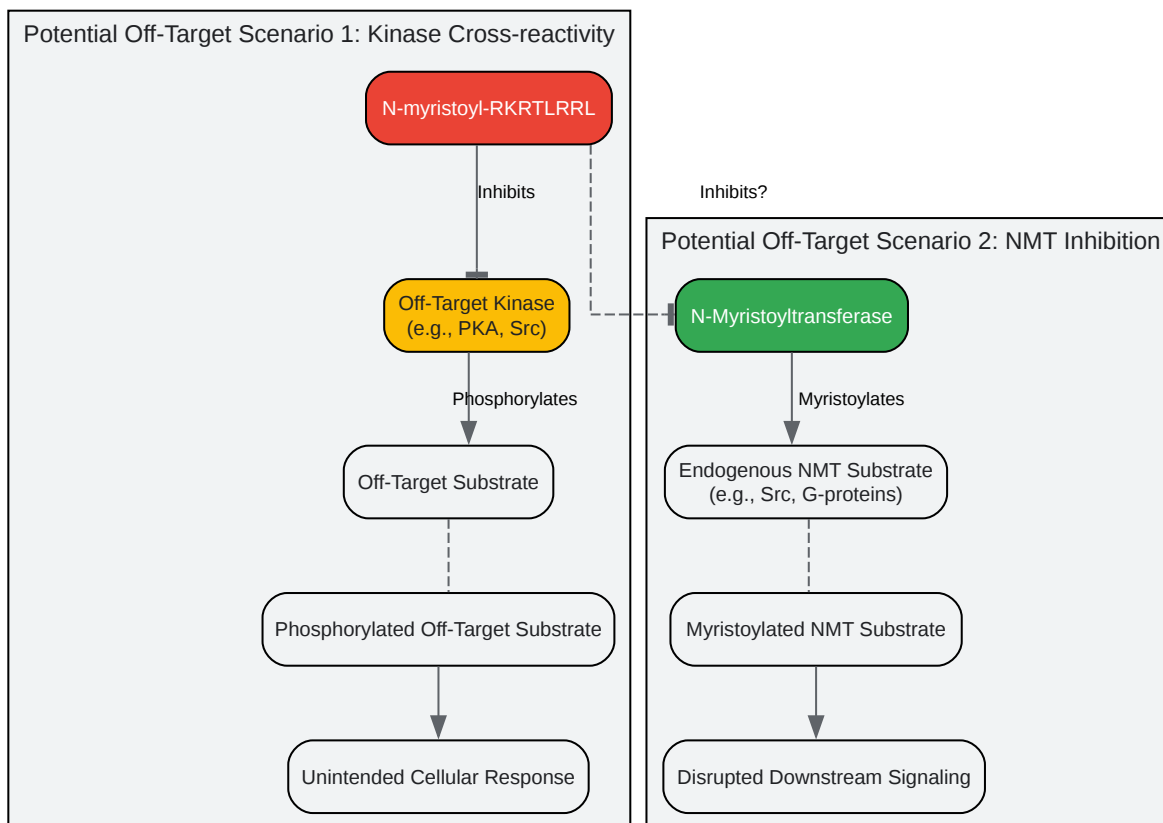 Potential Off-Target Scenario 1: Kinase Cross-reactivity
N-myristoyl-RKRTLRRL
Inhibits
Off-Target Kinase
(e.g., PKA, Src)
Phosphorylates
Off-Target Substrate
Phosphorylated Off-Target Substrate
Unintended Cellular Response
Inhibits?
Potential Off-Target Scenario 2: NMT Inhibition
N-Myristoyltransferase
Myristoylates
Endogenous NMT Substrate
(e.g., Src, G-proteins)
Myristoylated NMT Substrate
Disrupted Downstream Signaling